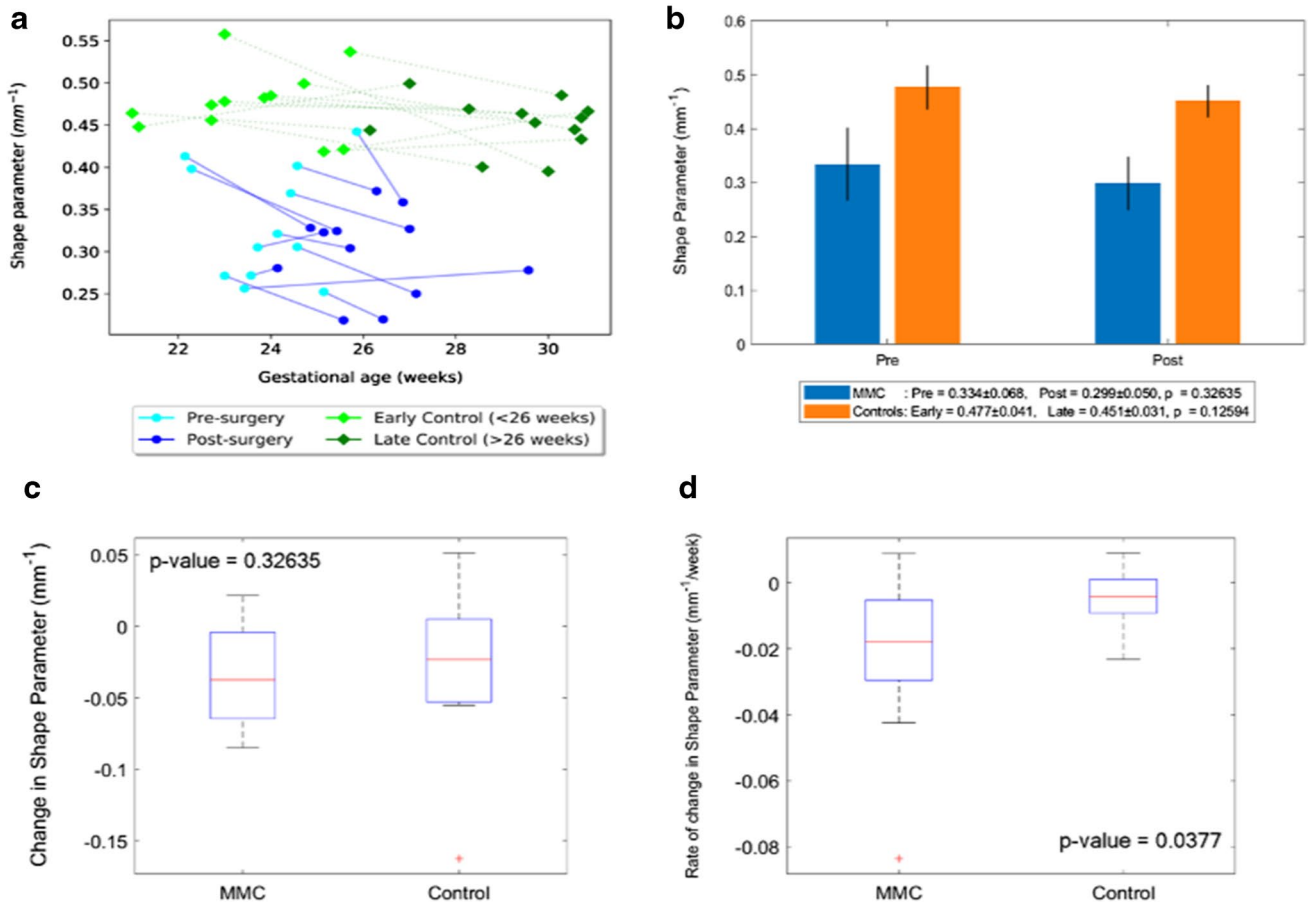 a
Shape parameter (mm⁻¹)
0.55
0.50
0.45
0.40
0.35
0.30
0.25
22 24 26 28 30
Gestational age (weeks)
Pre-surgery Early Control (<26 weeks)
Post-surgery Late Control (>26 weeks)
b
Shape Parameter (mm⁻¹)
0.6
0.5
0.4
0.3
0.2
0.1
0
Pre Post
MMC : Pre = 0.334±0.068, Post = 0.299±0.050, p = 0.32635
Controls: Early = 0.477±0.041, Late = 0.451±0.031, p = 0.12594
c
Change in Shape Parameter (mm⁻¹)
p-value = 0.32635
0.05
0
-0.05
-0.1
-0.15
MMC Control
d
Rate of change in Shape Parameter (mm⁻¹/week)
0
-0.02
-0.04
-0.06
-0.08
p-value = 0.0377
MMC Control